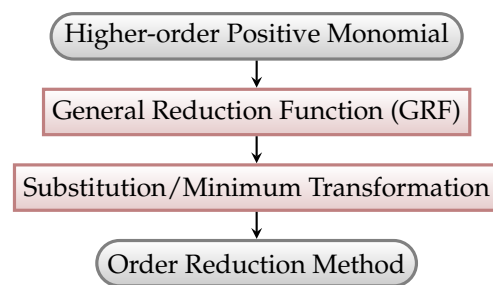 Higher-order Positive Monomial
General Reduction Function (GRF)
Substitution/Minimum Transformation
Order Reduction Method